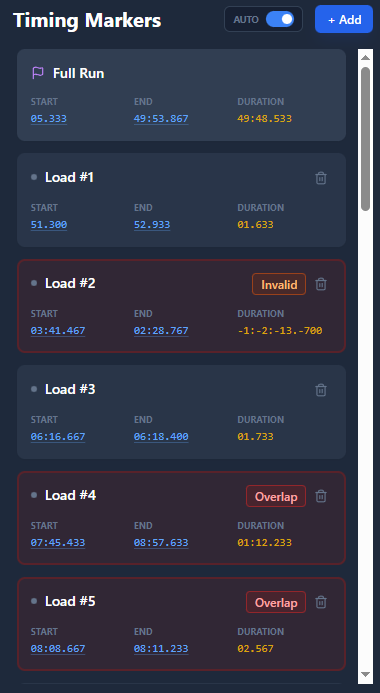 Timing Markers AUTO + Add
Full Run
START END DURATION
05.333 49:53.867 49:48.533
Load #1
START END DURATION
51.300 52.933 01.633
Load #2 Invalid
START END DURATION
03:41.467 02:28.767 -1:-2:-13.-700
Load #3
START END DURATION
06:16.667 06:18.400 01.733
Load #4 Overlap
START END DURATION
07:45.433 08:57.633 01:12.233
Load #5 Overlap
START END DURATION
08:08.667 08:11.233 02.567